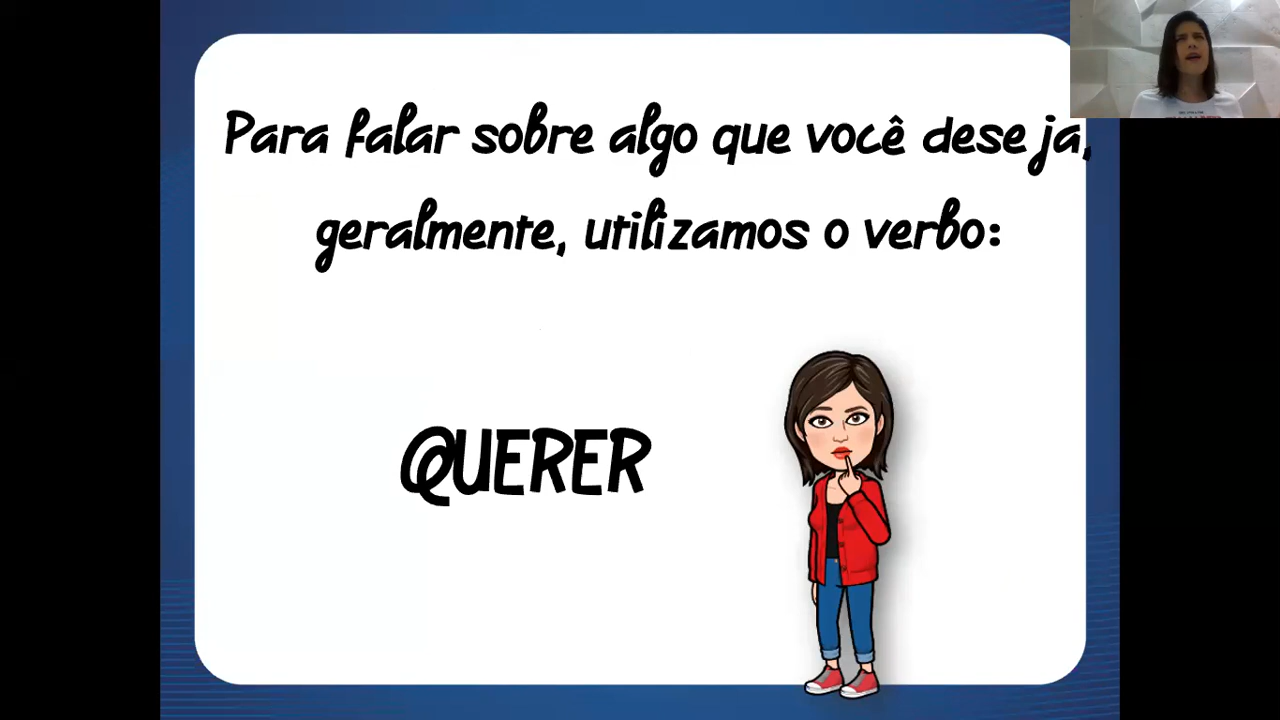 Para falar sobre algo que você deseja,
geralmente, utilizamos o verbo:
QUERER